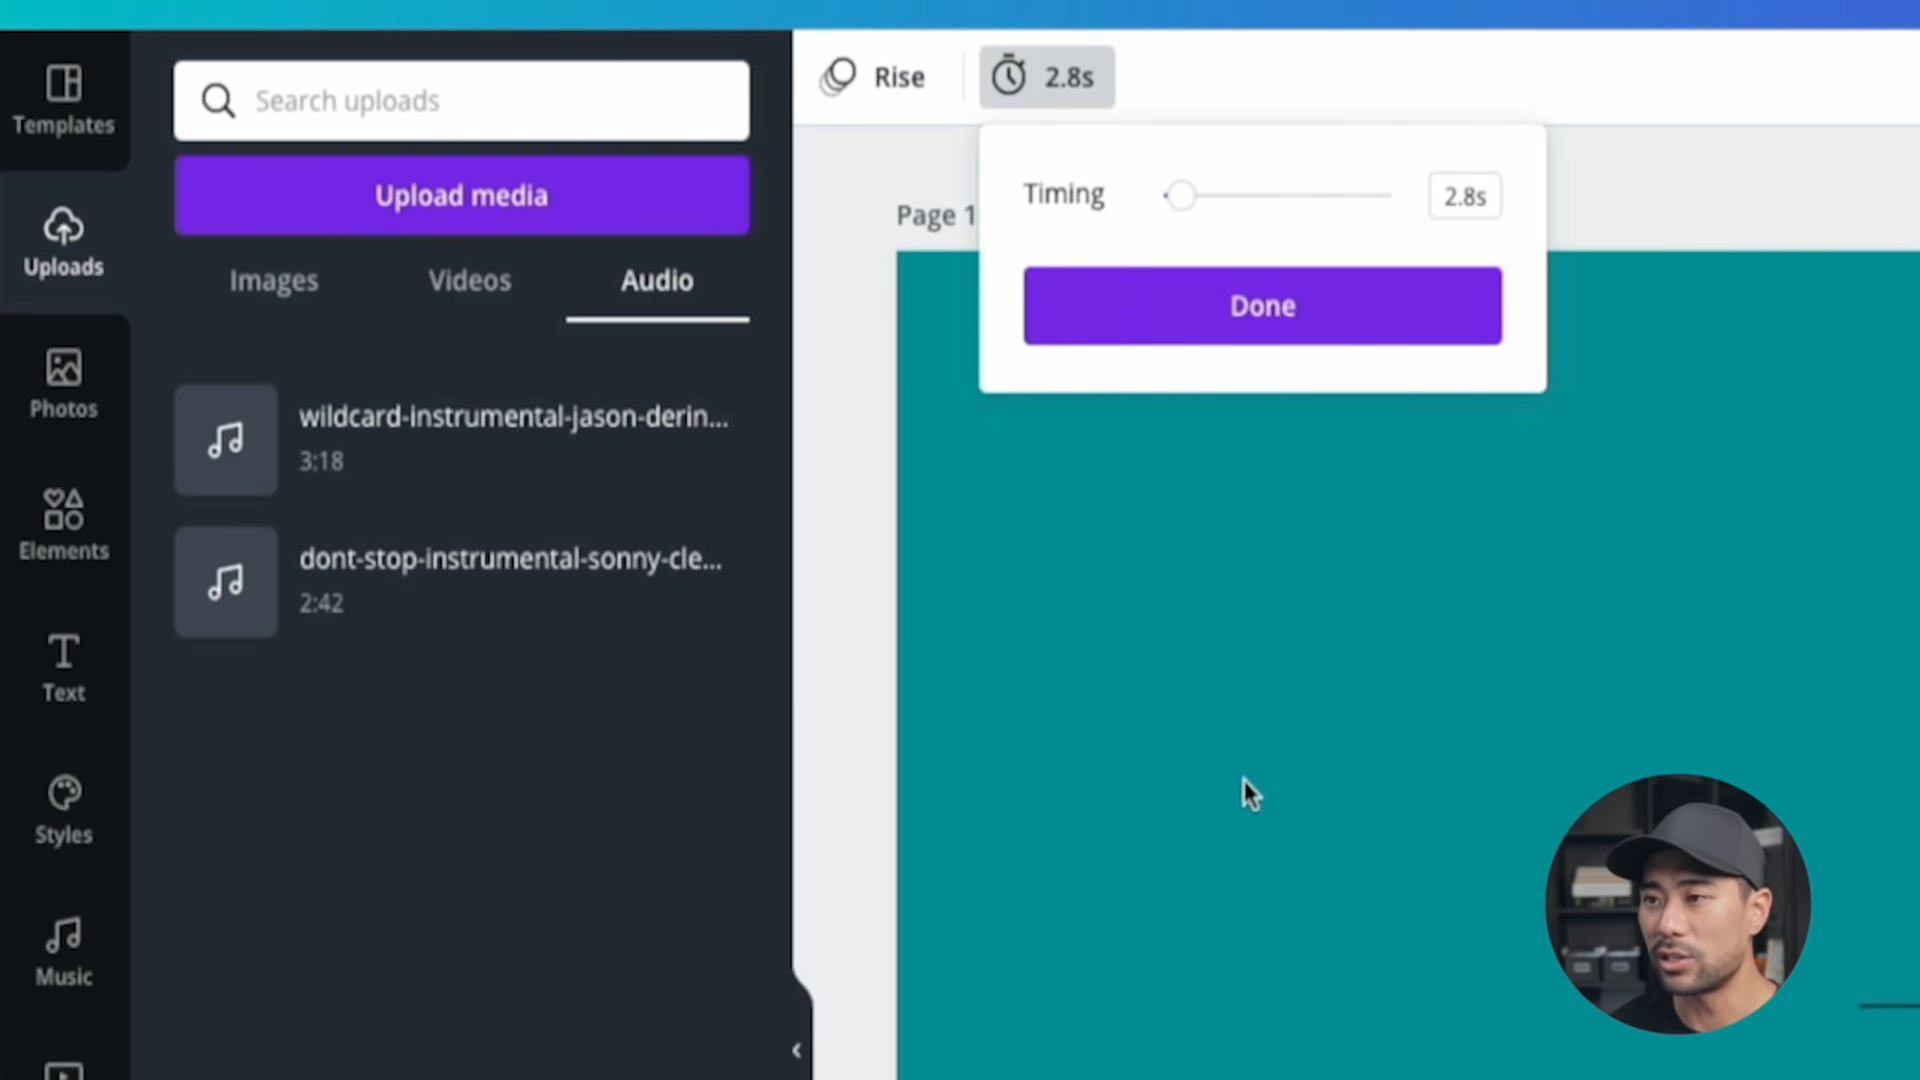 Templates
Uploads
Photos
Elements
Text
Styles
Music
Search uploads
Upload media
Images Videos Audio
wildcard-instrumental-jason-derin...
3:18
dont-stop-instrumental-sonny-cle...
2:42
Rise 2.8s
Timing 2.8s
Done
Page 1